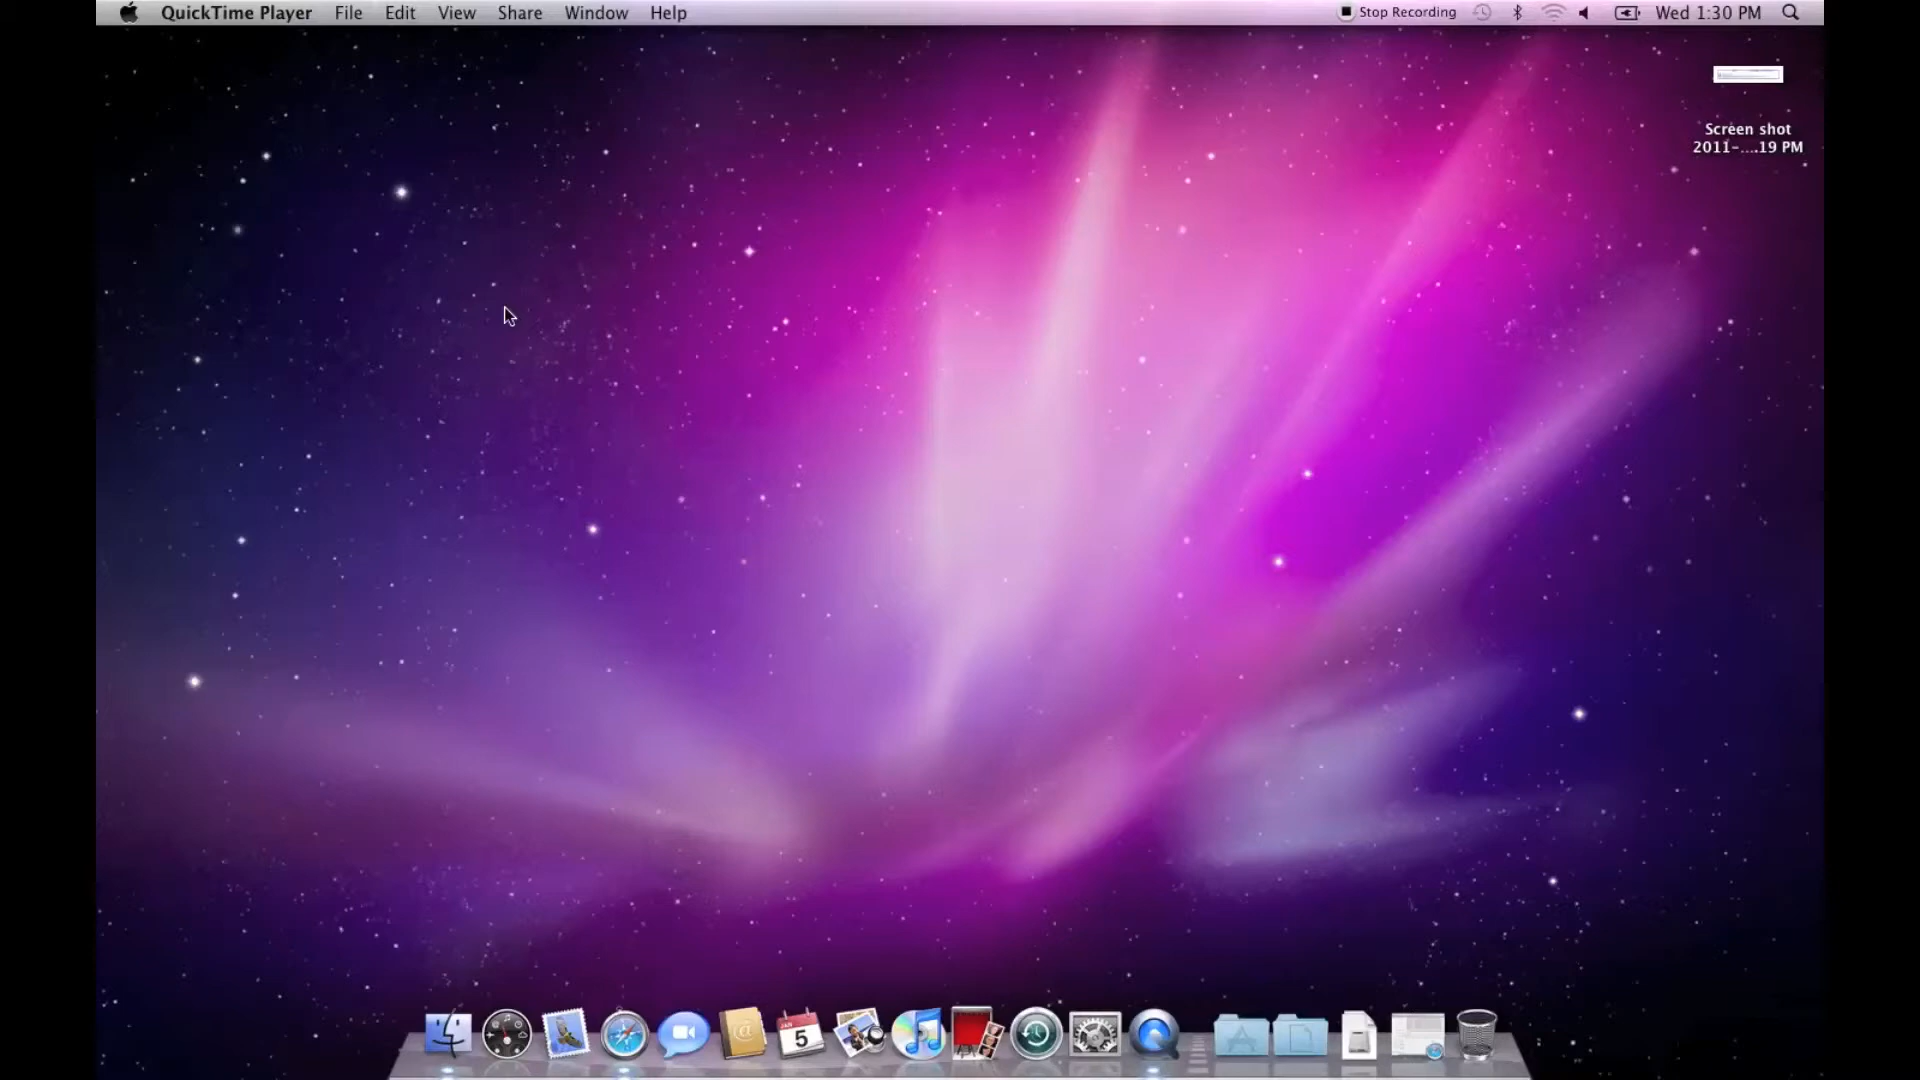 QuickTime Player File Edit View Share Window Help Stop Recording Wed 1:30 PM
Screen shot
2011-....19 PM
JAN
5